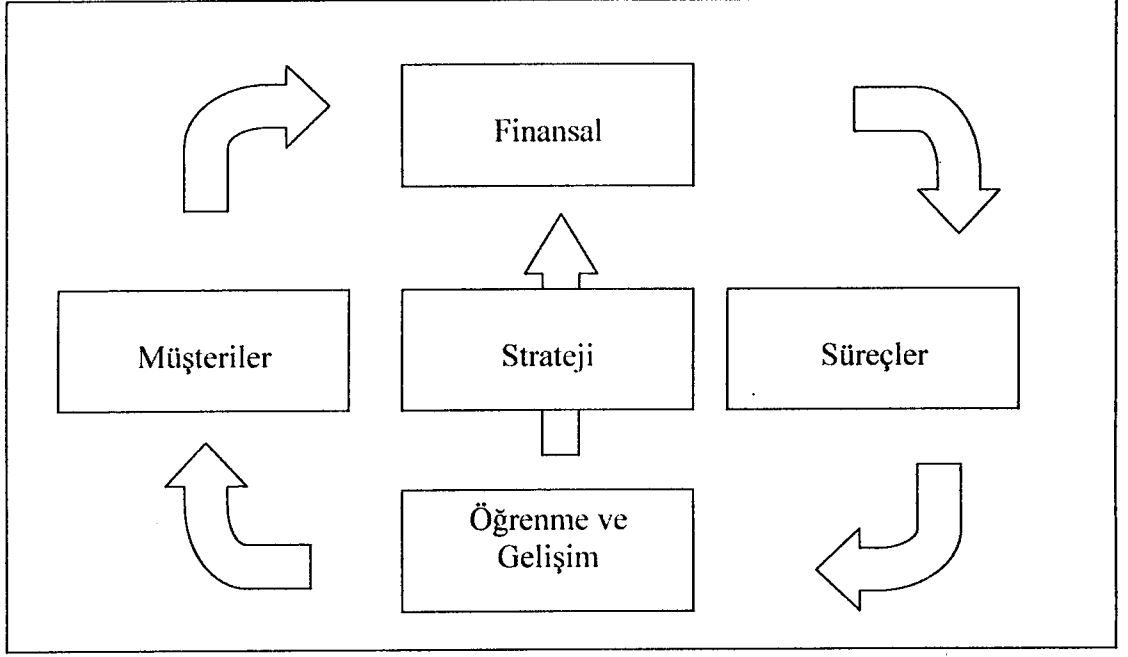 Finansal
Müşteriler
Strateji
Süreçler
Öğrenme ve
Gelişim